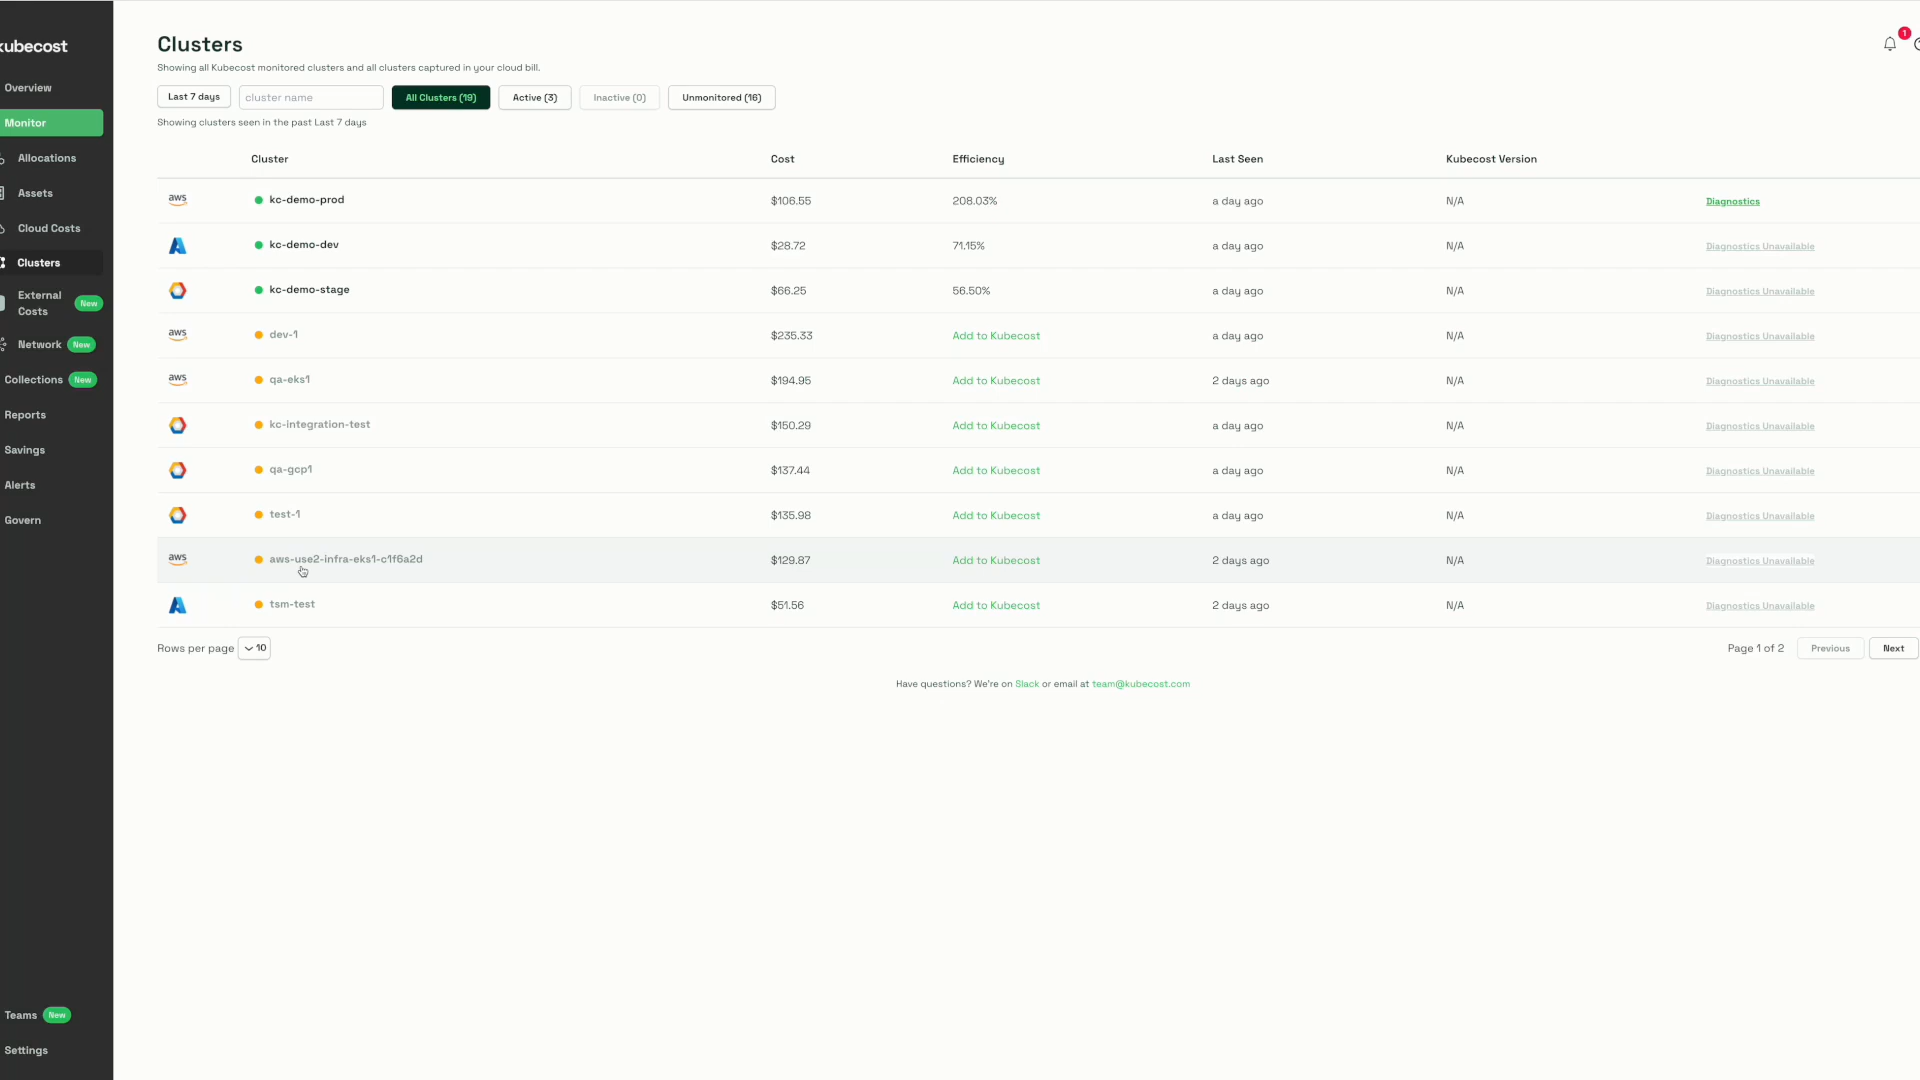 kubecost
Overview
Monitor
Allocations
Assets
Cloud Costs
Clusters
External
Costs
New
Network New
Collections New
Reports
Savings
Alerts
Govern
Teams New
Settings
Clusters
1
Showing all Kubecost monitored clusters and all clusters captured in your cloud bill.
Last 7 days cluster name All Clusters (19) Active (3) Inactive (0) Unmonitored (16)
Showing clusters seen in the past Last 7 days
Cluster Cost Efficiency Last Seen Kubecost Version
aws kc-demo-prod $106.55 208.03% a day ago N/A Diagnostics
kc-demo-dev $28.72 71.15% a day ago N/A Diagnostics Unavailable
kc-demo-stage $66.25 56.50% a day ago N/A Diagnostics Unavailable
aws dev-1 $235.33 Add to Kubecost a day ago N/A Diagnostics Unavailable
aws qa-eks1 $194.95 Add to Kubecost 2 days ago N/A Diagnostics Unavailable
kc-integration-test $150.29 Add to Kubecost a day ago N/A Diagnostics Unavailable
qa-gcp1 $137.44 Add to Kubecost a day ago N/A Diagnostics Unavailable
test-1 $135.98 Add to Kubecost a day ago N/A Diagnostics Unavailable
aws aws-use2-infra-eks1-c1f6a2d $129.87 Add to Kubecost 2 days ago N/A Diagnostics Unavailable
tsm-test $51.56 Add to Kubecost 2 days ago N/A Diagnostics Unavailable
Rows per page 10 Page 1 of 2 Previous Next
Have questions? We're on Slack or email at team@kubecost.com